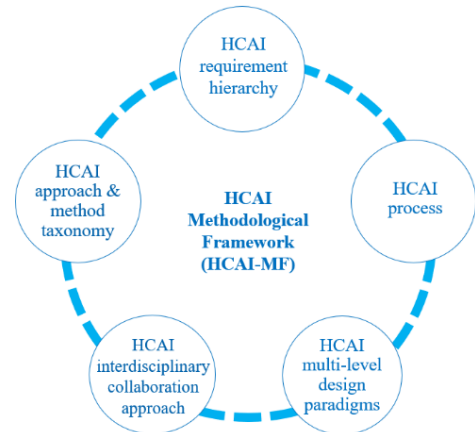 HCAI
requirement
hierarchy
HCAI
approach &
method
taxonomy
HCAI
Methodological
Framework
(HCAI-MF)
HCAI
process
HCAI
interdisciplinary
collaboration
approach
HCAI
multi-level
design
paradigms